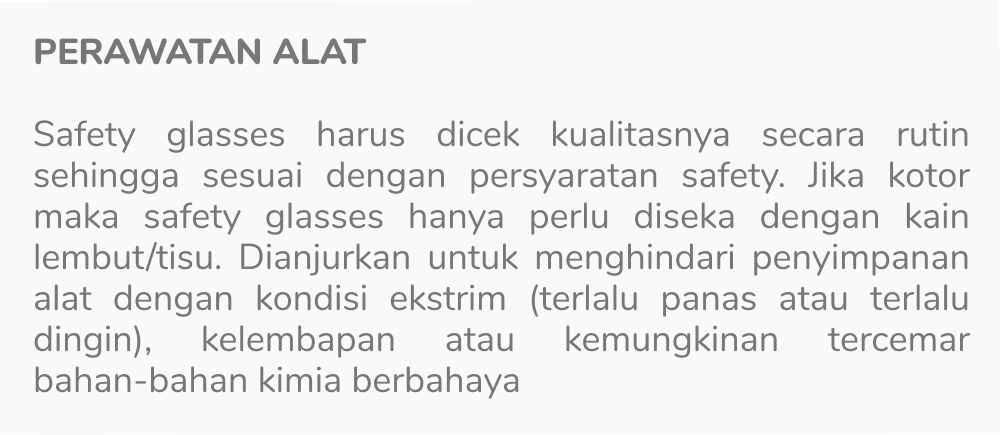 PERAWATAN ALAT
Safety glasses harus dicek kualitasnya secara rutin
sehingga sesuai dengan persyaratan safety. Jika kotor
maka safety glasses hanya perlu diseka dengan kain
lembut/tisu. Dianjurkan untuk menghindari penyimpanan
alat dengan kondisi ekstrim (terlalu panas atau terlalu
dingin), kelembapan atau kemungkinan tercemar
bahan-bahan kimia berbahaya